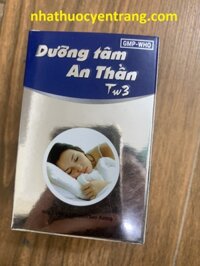 nhathuocyentrang.com
GMP-WHO
Dưỡng tâm
An Thần
Tw3